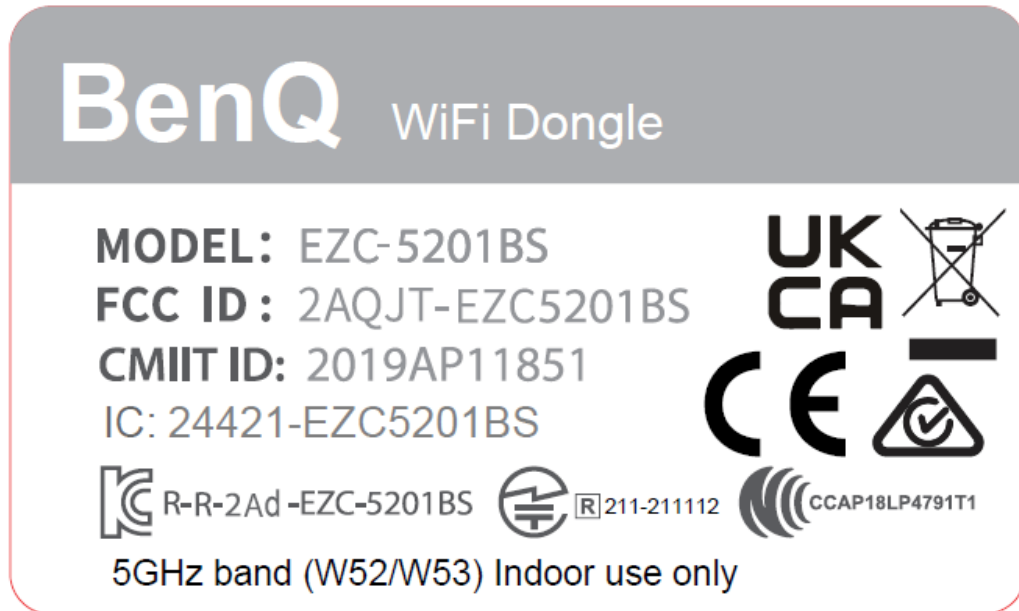 BenQ WiFi Dongle
MODEL: EZC-5201BS
FCC ID : 2AQJT-EZC5201BS
CMIIT ID: 2019AP11851
IC: 24421-EZC5201BS
UK
CA
CE
R-R-2Ad-EZC-5201BS R 211-211112 CCAP18LP4791T1
5GHz band (W52/W53) Indoor use only